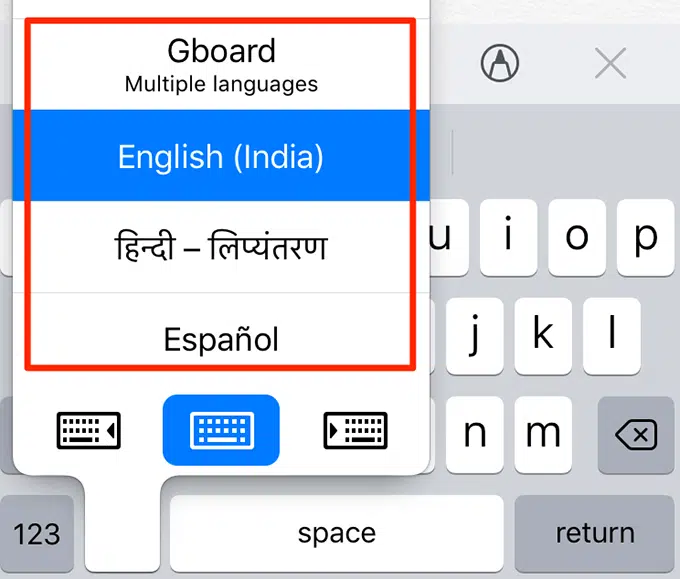 Gboard
Multiple languages
English (India)
हिन्दी – लिप्यंतरण
Español
u i o p
j k l
n m
123 space return